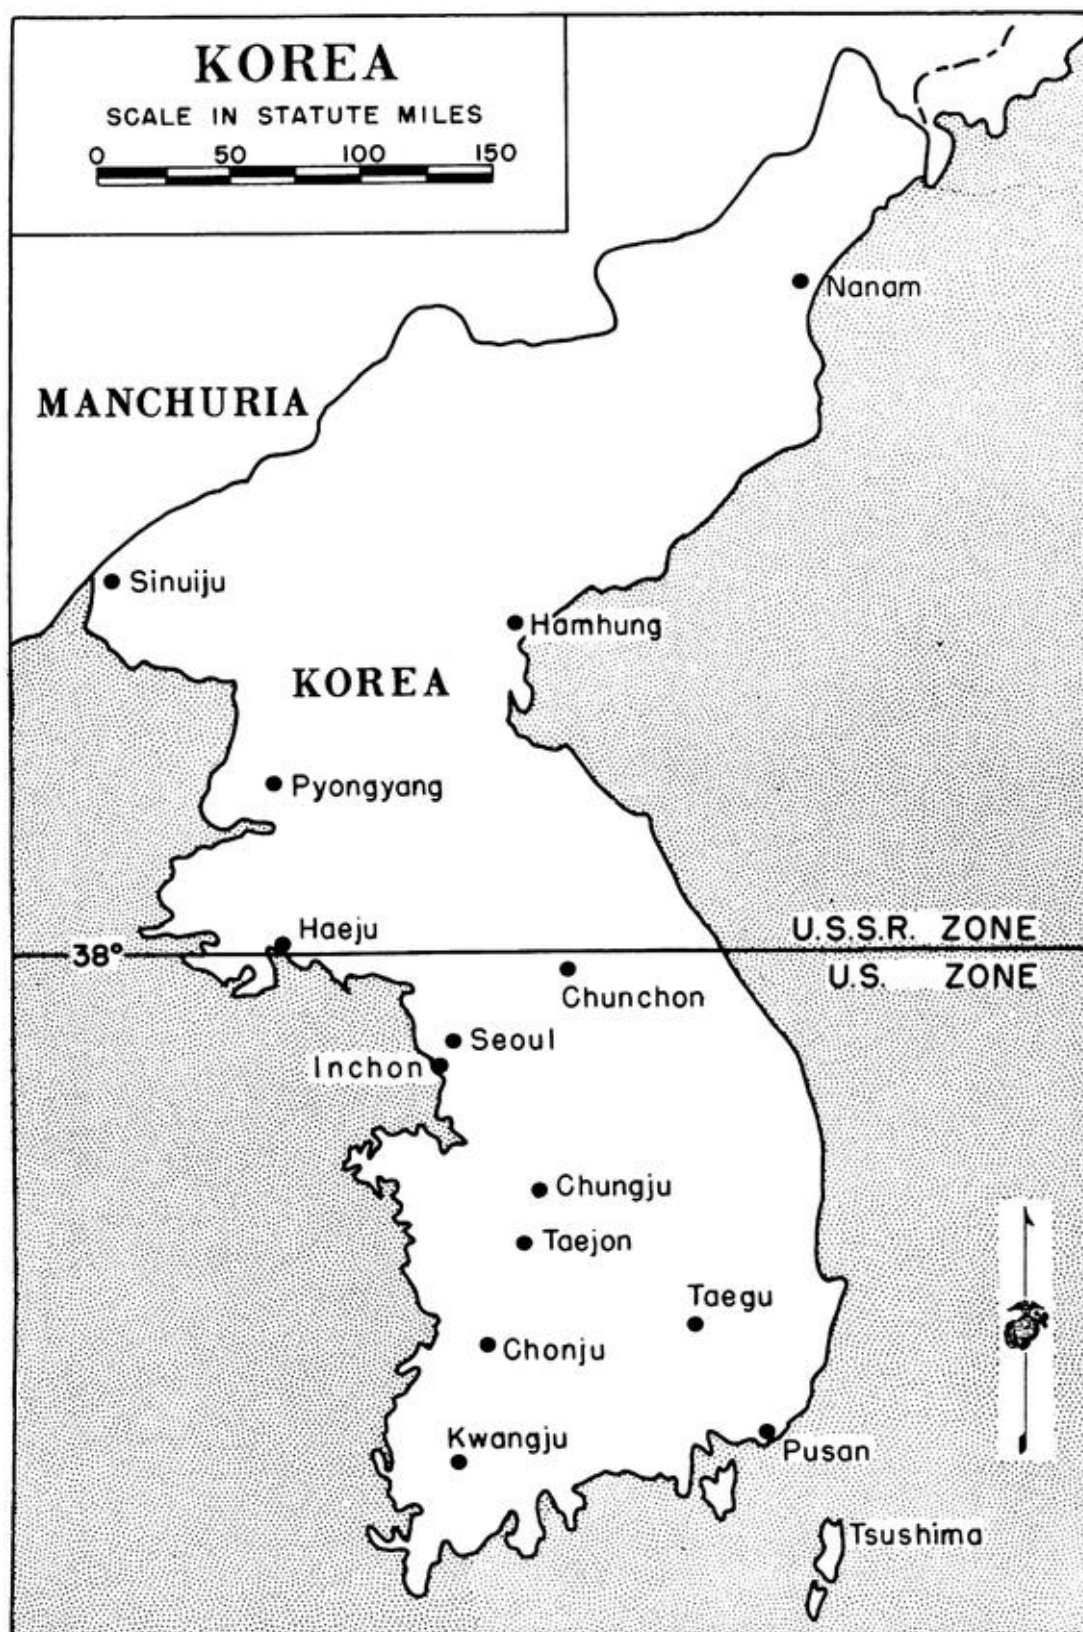 KOREA
SCALE IN STATUTE MILES
0 50 100 150
Nanam
MANCHURIA
Sinuiju
Hamhung
KOREA
Pyongyang
Haeju
U.S.S.R. ZONE
38°
U.S. ZONE
Chunchon
Seoul
Inchon
Chungju
Taejon
Taegu
Chonju
Kwangju
Pusan
Tsushima